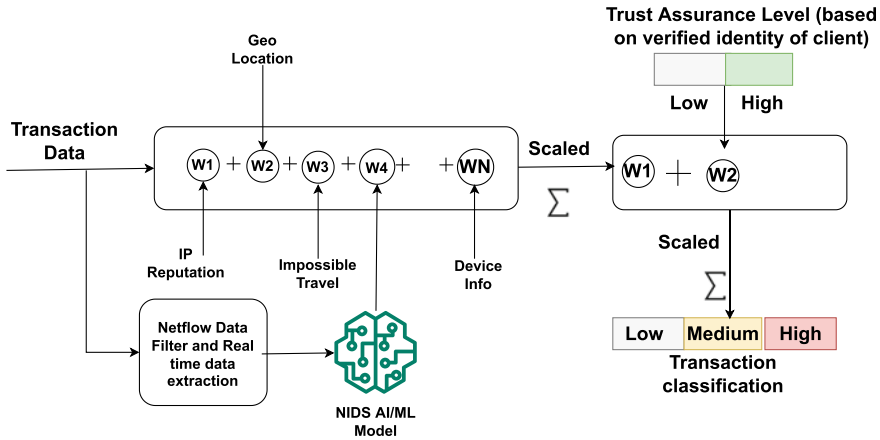 Trust Assurance Level (based
on verified identity of client)
Low
High
Geo
Location
Transaction
Data
W1 + W2 + W3 + W4 + + WN
Scaled
∑
W1 + W2
IP
Reputation
Impossible
Travel
Device
Info
Scaled
∑
Netflow Data
Filter and Real
time data
extraction
NIDS AI/ML
Model
Low
Medium
High
Transaction
classification